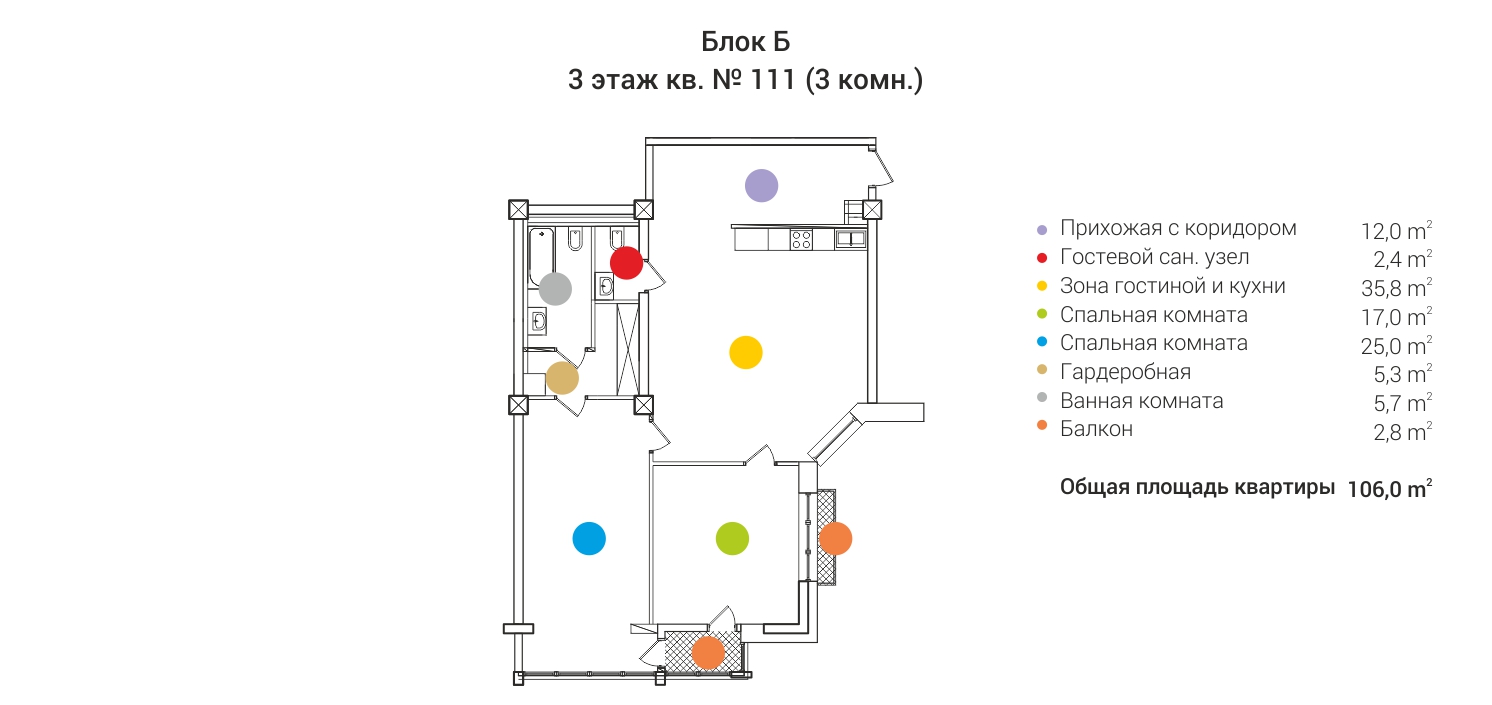 Блок Б
3 этаж кв. № 111 (3 комн.)
Прихожая с коридором 12,0 m²
Гостевой сан. узел 2,4 m²
Зона гостиной и кухни 35,8 m²
Спальная комната 17,0 m²
Спальная комната 25,0 m²
Гардеробная 5,3 m²
Ванная комната 5,7 m²
Балкон 2,8 m²
Общая площадь квартиры 106,0 m²